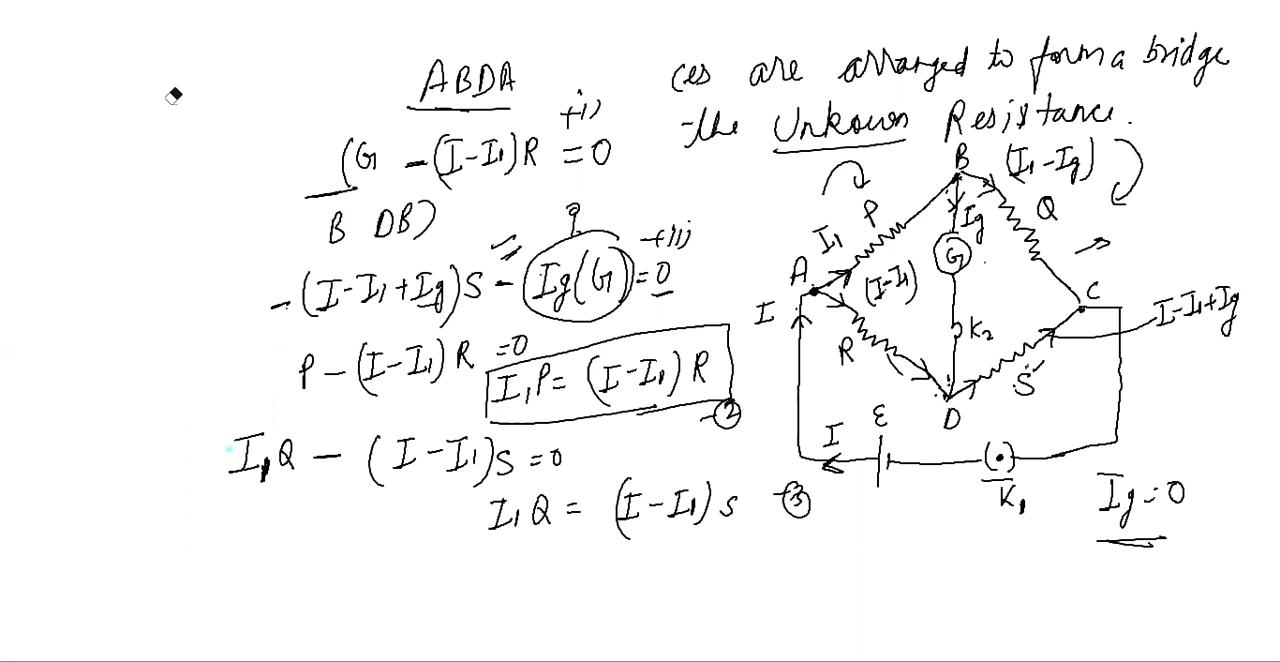 ces are arranged to form a bridge
the Unkown Resistance.
ABDA
(G - (I-I₁)R = 0 +i)
B DB)
-(I-I₁+Ig)S - Ig(G) = 0 +ii)
P - (I-I₁)R = 0
I₁P = (I-I₁)R -②
I₁Q - (I-I₁)S = 0
I₁Q = (I-I₁)S -③
B
(I₁-Ig)
P
Q
Ig
I₁
G
A
(I-I₁)
C
I
I-I₁+Ig
K₂
R
S
D
E
I
K₁
Ig = 0